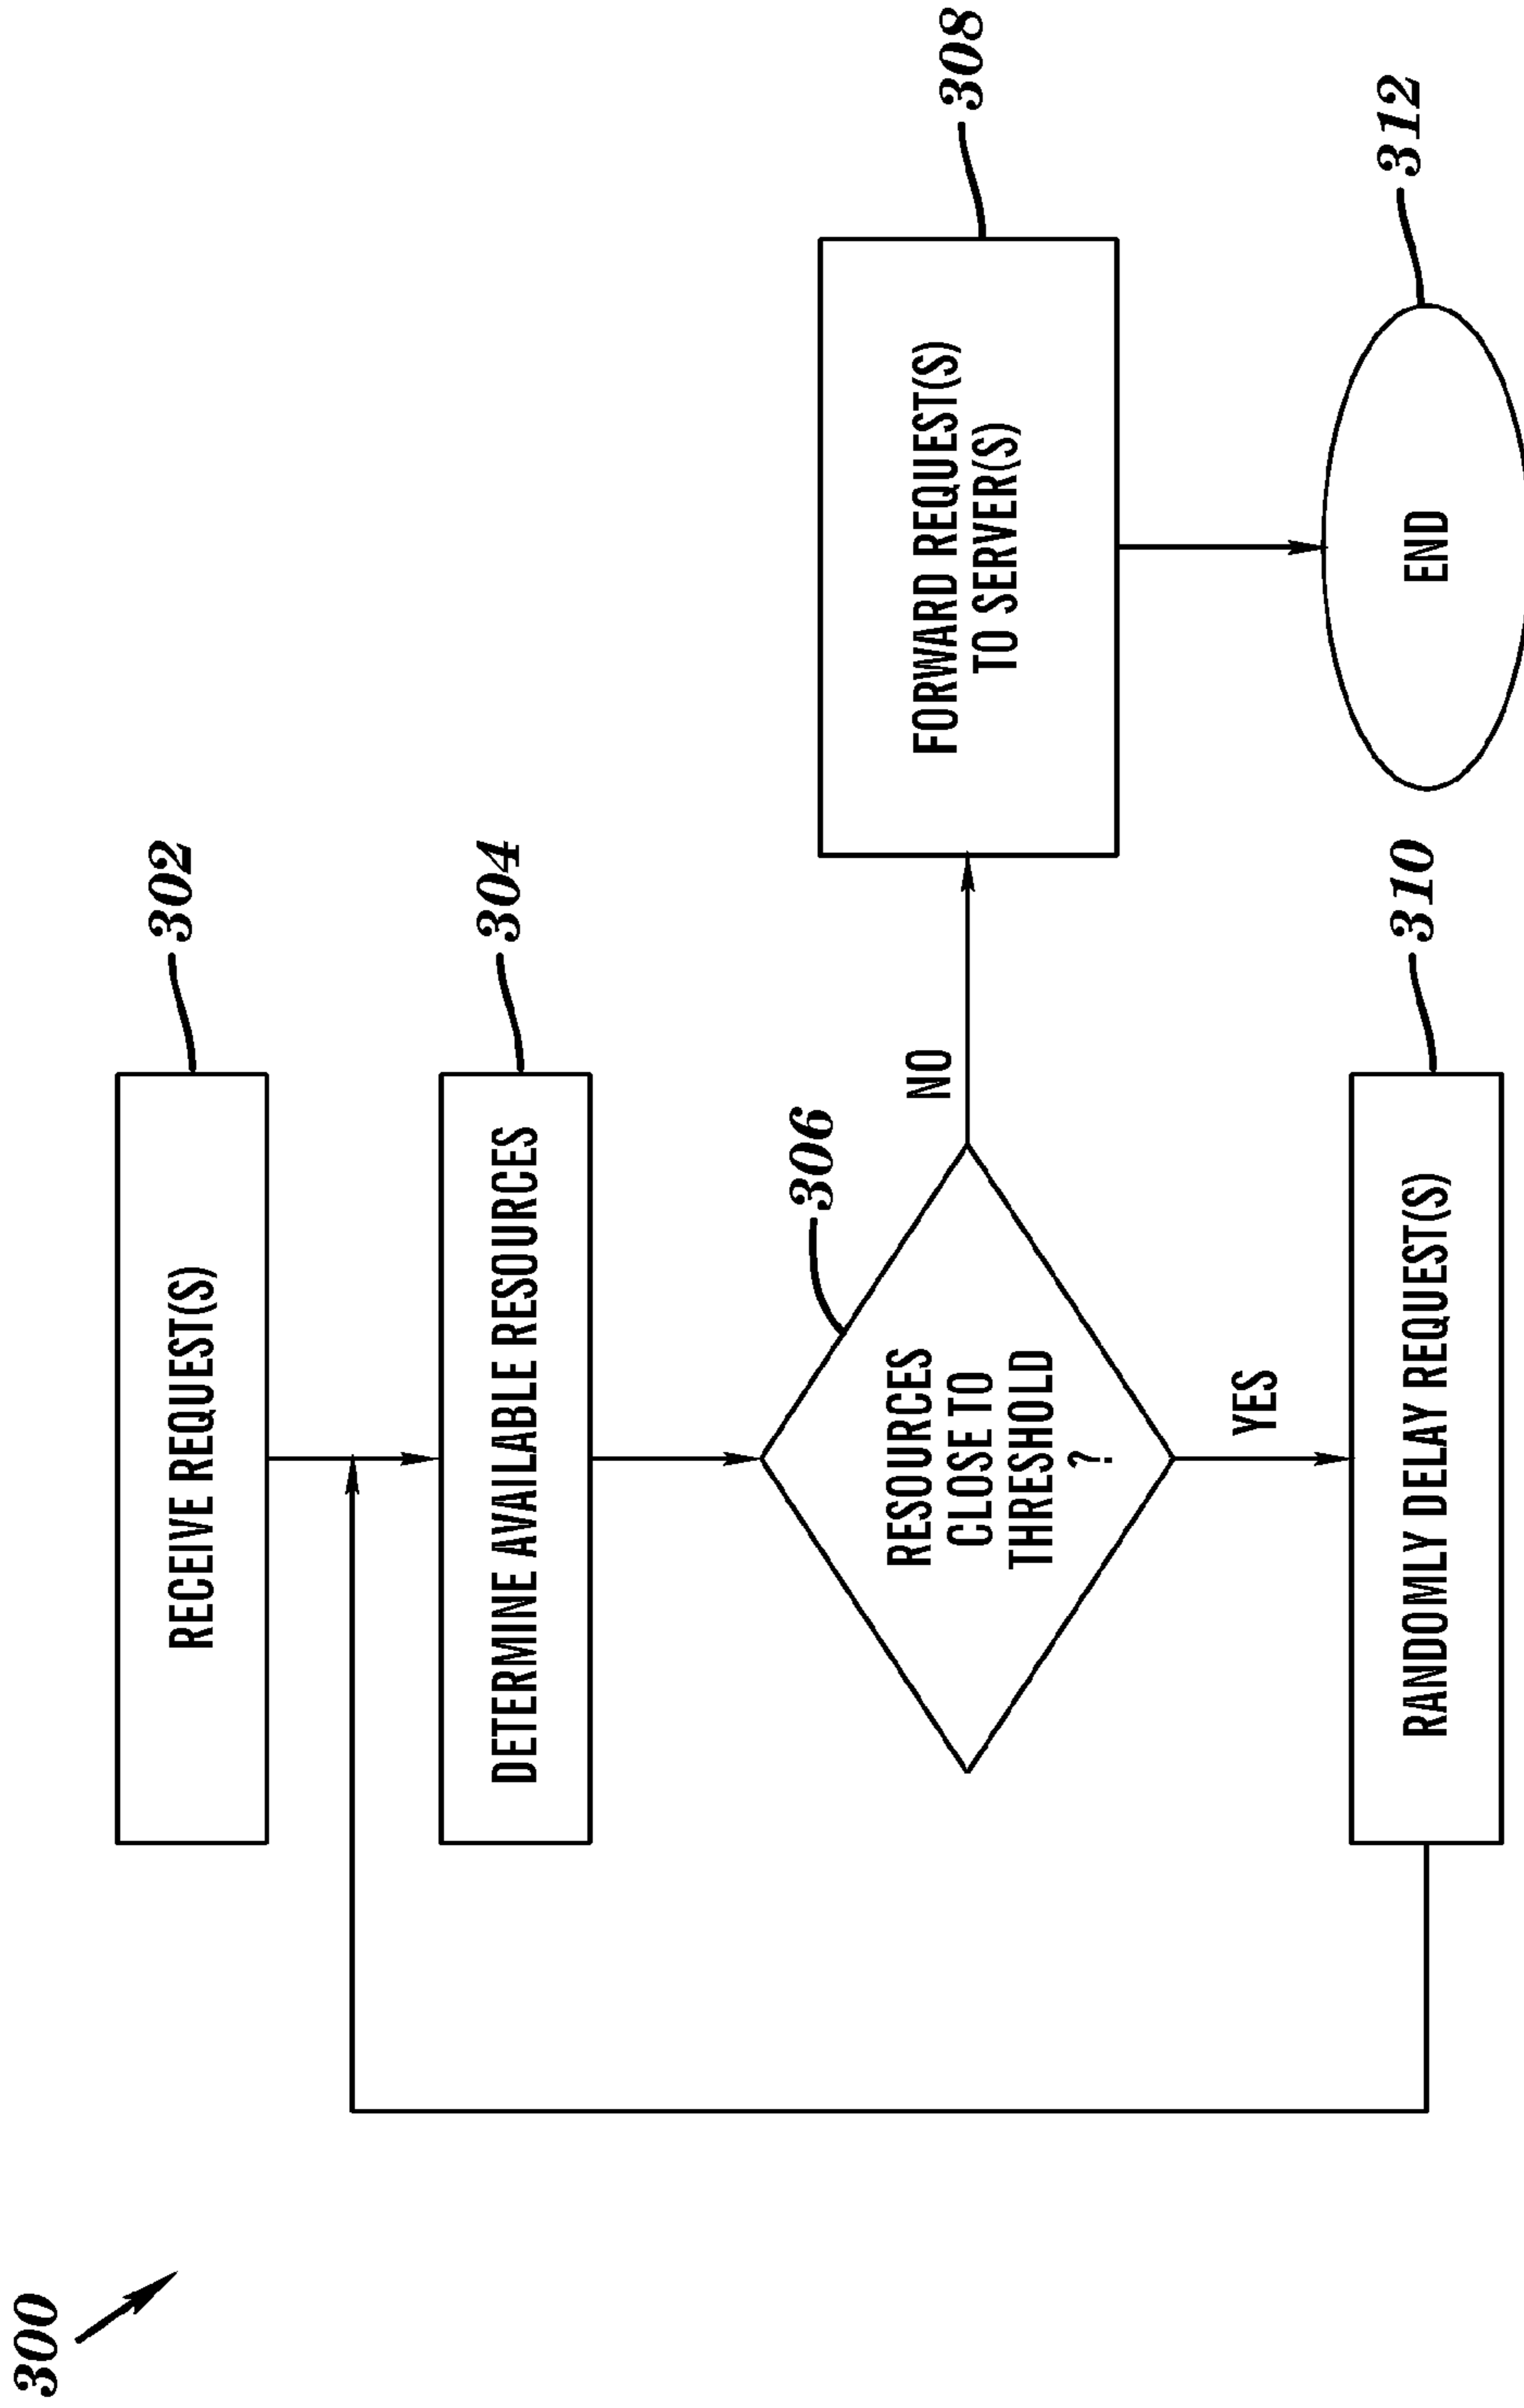 300
RECEIVE REQUEST(S)
302
DETERMINE AVAILABLE RESOURCES
304
306
RESOURCES
CLOSE TO
THRESHOLD
?
NO
FORWARD REQUEST(S)
TO SERVER(S)
308
YES
RANDOMLY DELAY REQUEST(S)
310
END
312